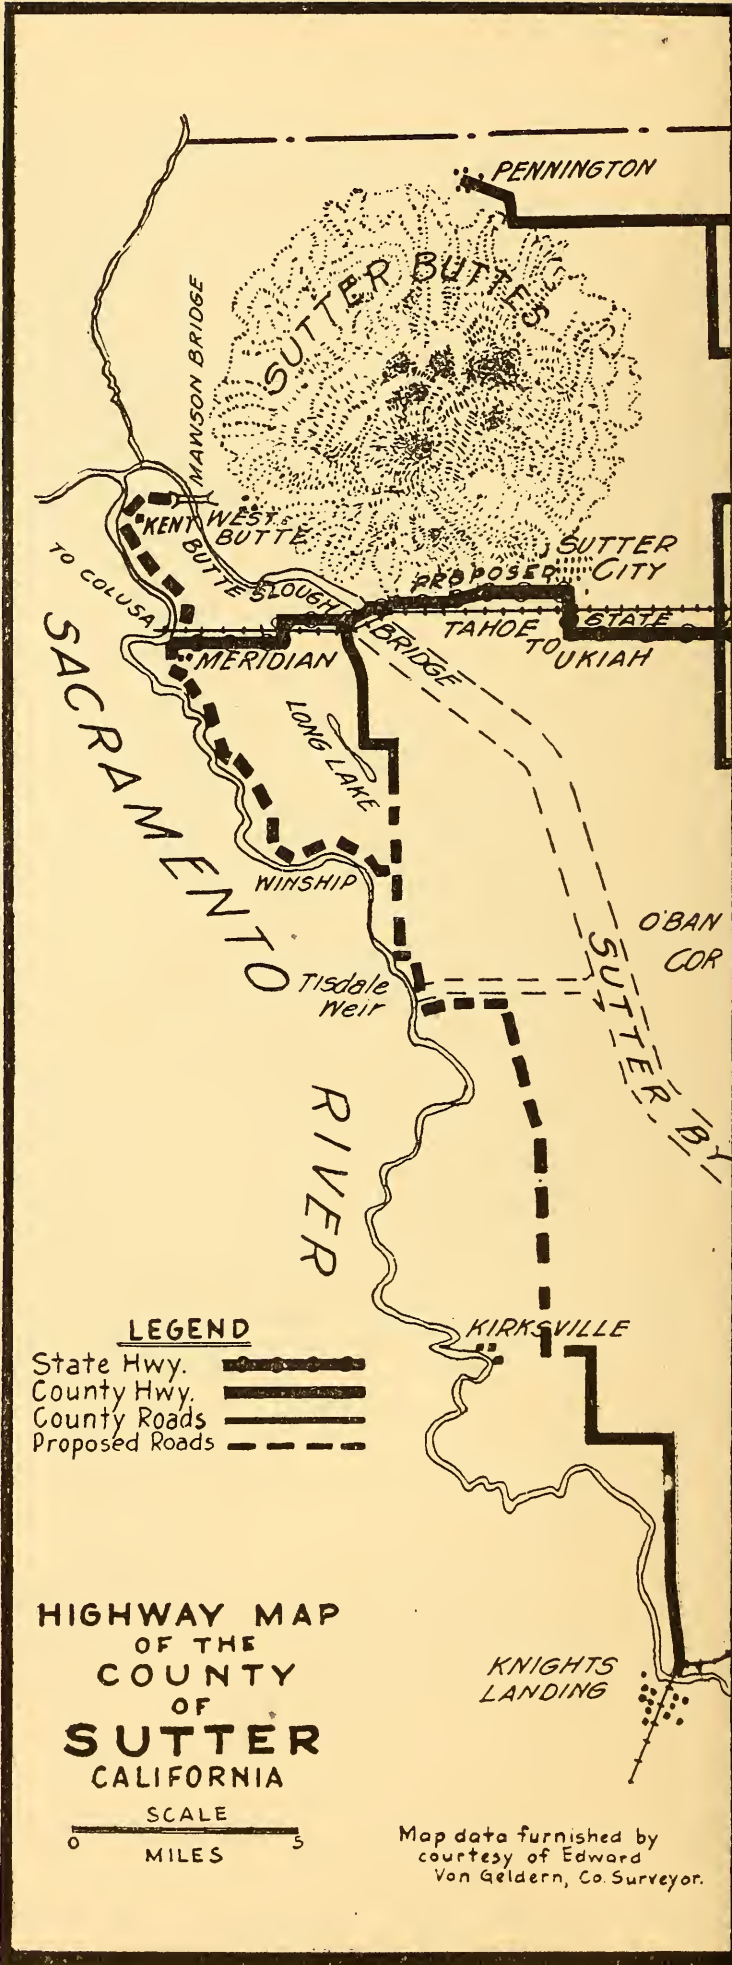 PENNINGTON
SUTTER BUTTES
MAWSON BRIDGE
KENT
WEST BUTTE
BUTTE SLOUGH
TO COLUSA
PROPOSED
SUTTER CITY
STATE
TAHOE TO UKIAH
BRIDGE
MERIDIAN
LONG LAKE
SACRAMENTO
WINSHIP
O'BAN
COR
Tisdale
Weir
SUTTER BY
RIVER
KIRKSVILLE
LEGEND
State Hwy.
County Hwy.
County Roads
Proposed Roads
HIGHWAY MAP
OF THE
COUNTY
OF
SUTTER
CALIFORNIA
SCALE
0 5
MILES
KNIGHTS
LANDING
Map data furnished by
courtesy of Edward
Von Geldern, Co. Surveyor.